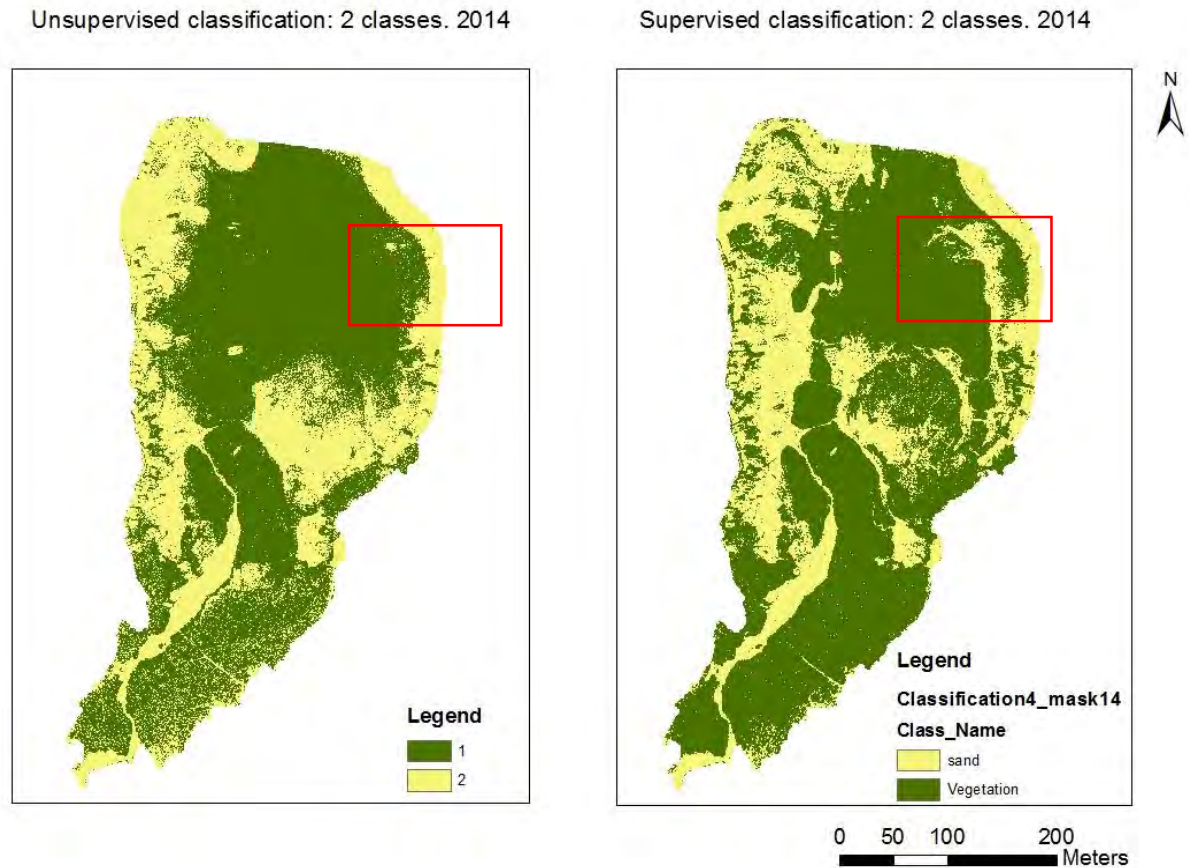 Unsupervised classification: 2 classes. 2014
Supervised classification: 2 classes. 2014
N
Legend
1
2
Legend
Classification4_mask14
Class_Name
sand
Vegetation
0 50 100 200
Meters